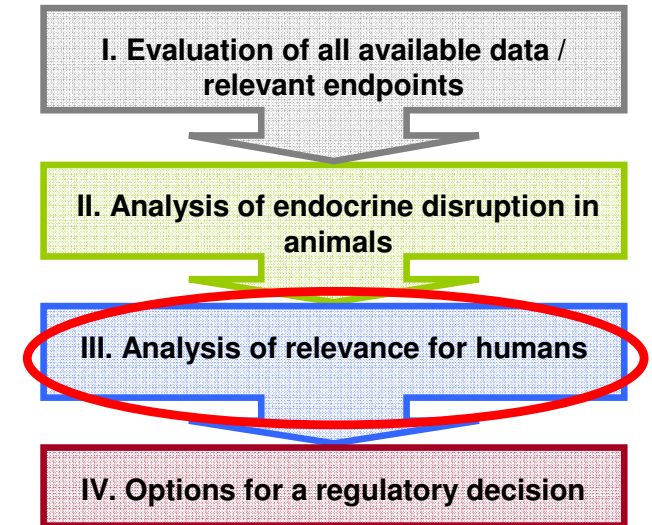 I. Evaluation of all available data /
relevant endpoints
II. Analysis of endocrine disruption in
animals
III. Analysis of relevance for humans
IV. Options for a regulatory decision